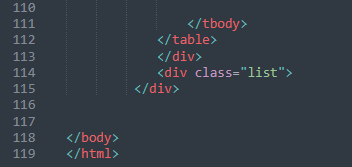 110
111 </tbody>
112 </table>
113 </div>
114 <div class="list">
115 </div>
116
117
118 </body>
119 </html>